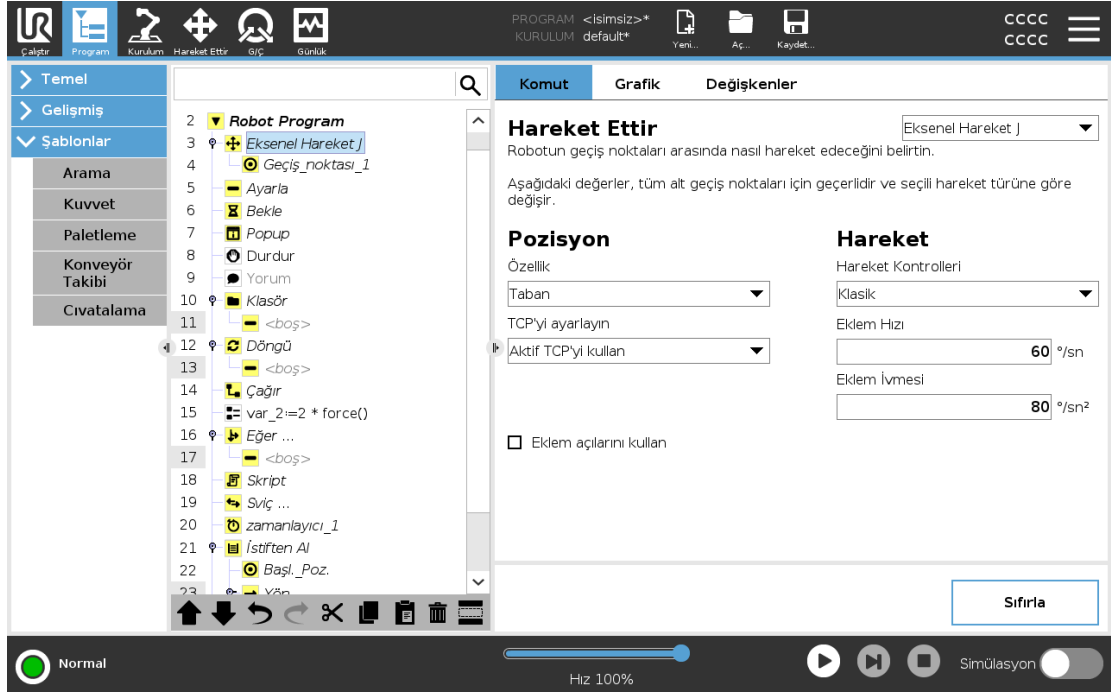 PROGRAM <isimsiz>*
KURULUM default*
CCCC
CCCC
Çalıştır
Program
Kurulum
Hareket Ettir
G/Ç
Günlük
Yeni...
Aç...
Kaydet...
Temel
Gelişmiş
Şablonlar
Arama
Kuvvet
Paletleme
Konveyör
Takibi
Cıvatalama
2 Robot Program
3 Eksenel Hareket J
4 Geçiş_noktası_1
5 Ayarla
6 Bekle
7 Popup
8 Durdur
9 Yorum
10 Klasör
11 <boş>
12 Döngü
13 <boş>
14 Çağır
15 var_2:=2 * force()
16 Eğer ...
17 <boş>
18 Skript
19 Sviç ...
20 zamanlayıcı_1
21 İstiften Al
22 Başl._Poz.
23 Yön
Komut
Grafik
Değişkenler
Hareket Ettir
Eksenel Hareket J
Robotun geçiş noktaları arasında nasıl hareket edeceğini belirtin.
Aşağıdaki değerler, tüm alt geçiş noktaları için geçerlidir ve seçili hareket türüne göre
değişir.
Pozisyon
Özellik
Taban
TCP'yi ayarlayın
Aktif TCP'yi kullan
Eklem açılarını kullan
Hareket
Hareket Kontrolleri
Klasik
Eklem Hızı
60 °/sn
Eklem İvmesi
80 °/sn²
Sıfırla
Normal
Hız 100%
Simülasyon